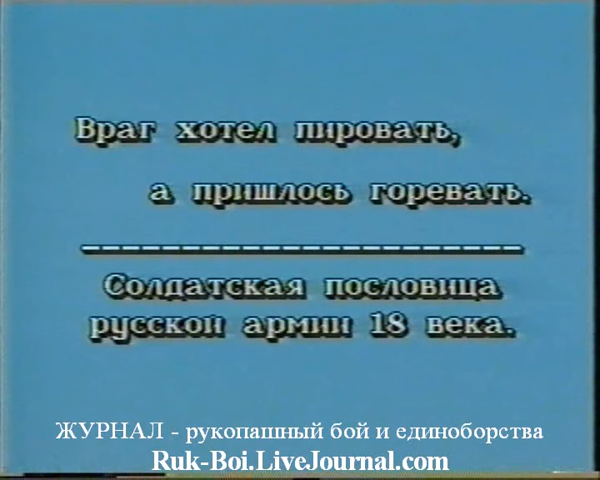 Враг хотел пировать,
а пришлось горевать.
Солдатская пословица
русской армии 18 века.
ЖУРНАЛ - рукопашный бой и единоборства
Ruk-Boi.LiveJournal.com